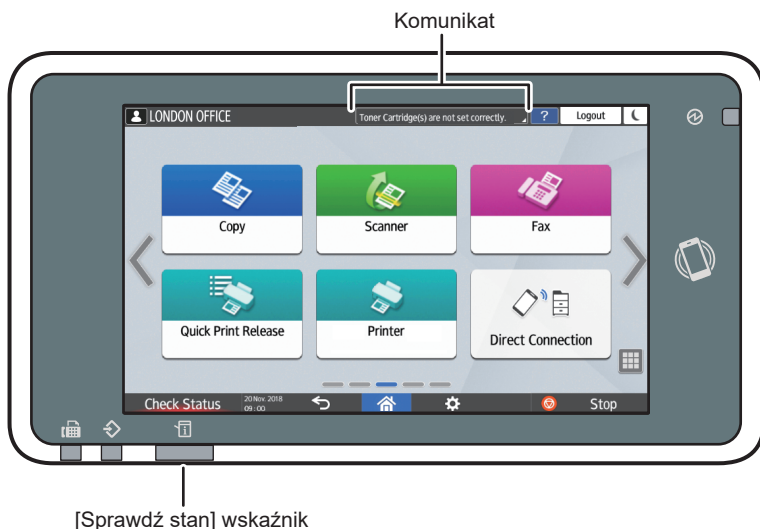 Komunikat
LONDON OFFICE
Toner Cartridge(s) are not set correctly.
?
Logout
Copy
Scanner
Fax
Quick Print Release
Printer
Direct Connection
Check Status
20 Nov. 2018
09 : 00
Stop
[Sprawdź stan] wskaźnik